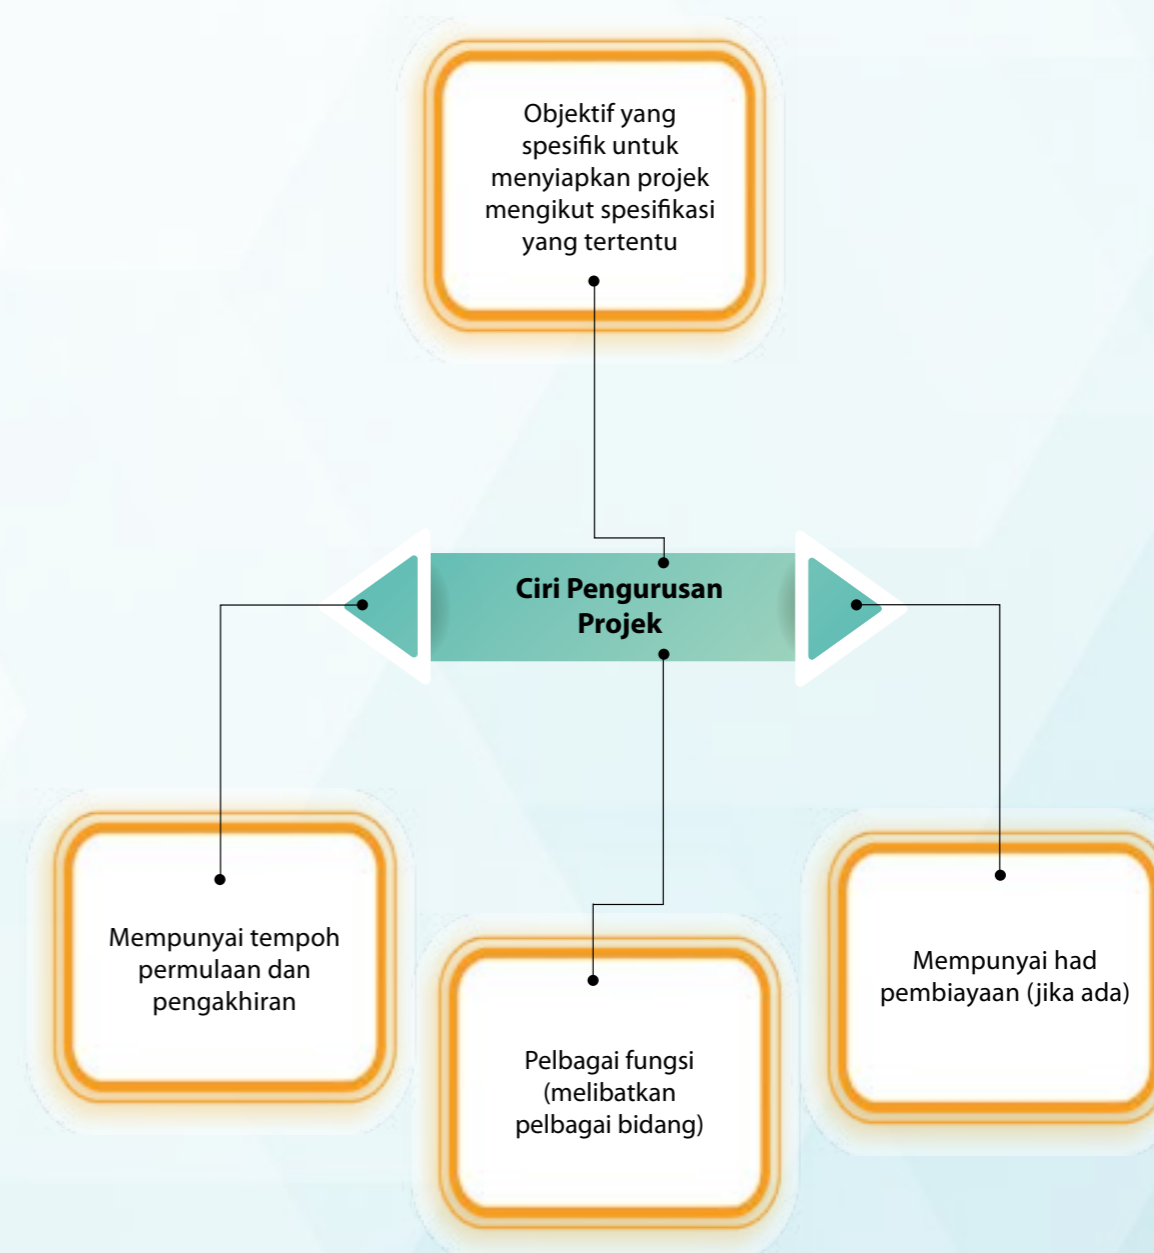 Objektif yang
spesifik untuk
menyiapkan projek
mengikut spesifikasi
yang tertentu
Ciri Pengurusan
Projek
Mempunyai tempoh
permulaan dan
pengakhiran
Pelbagai fungsi
(melibatkan
pelbagai bidang)
Mempunyai had
pembiayaan (jika ada)